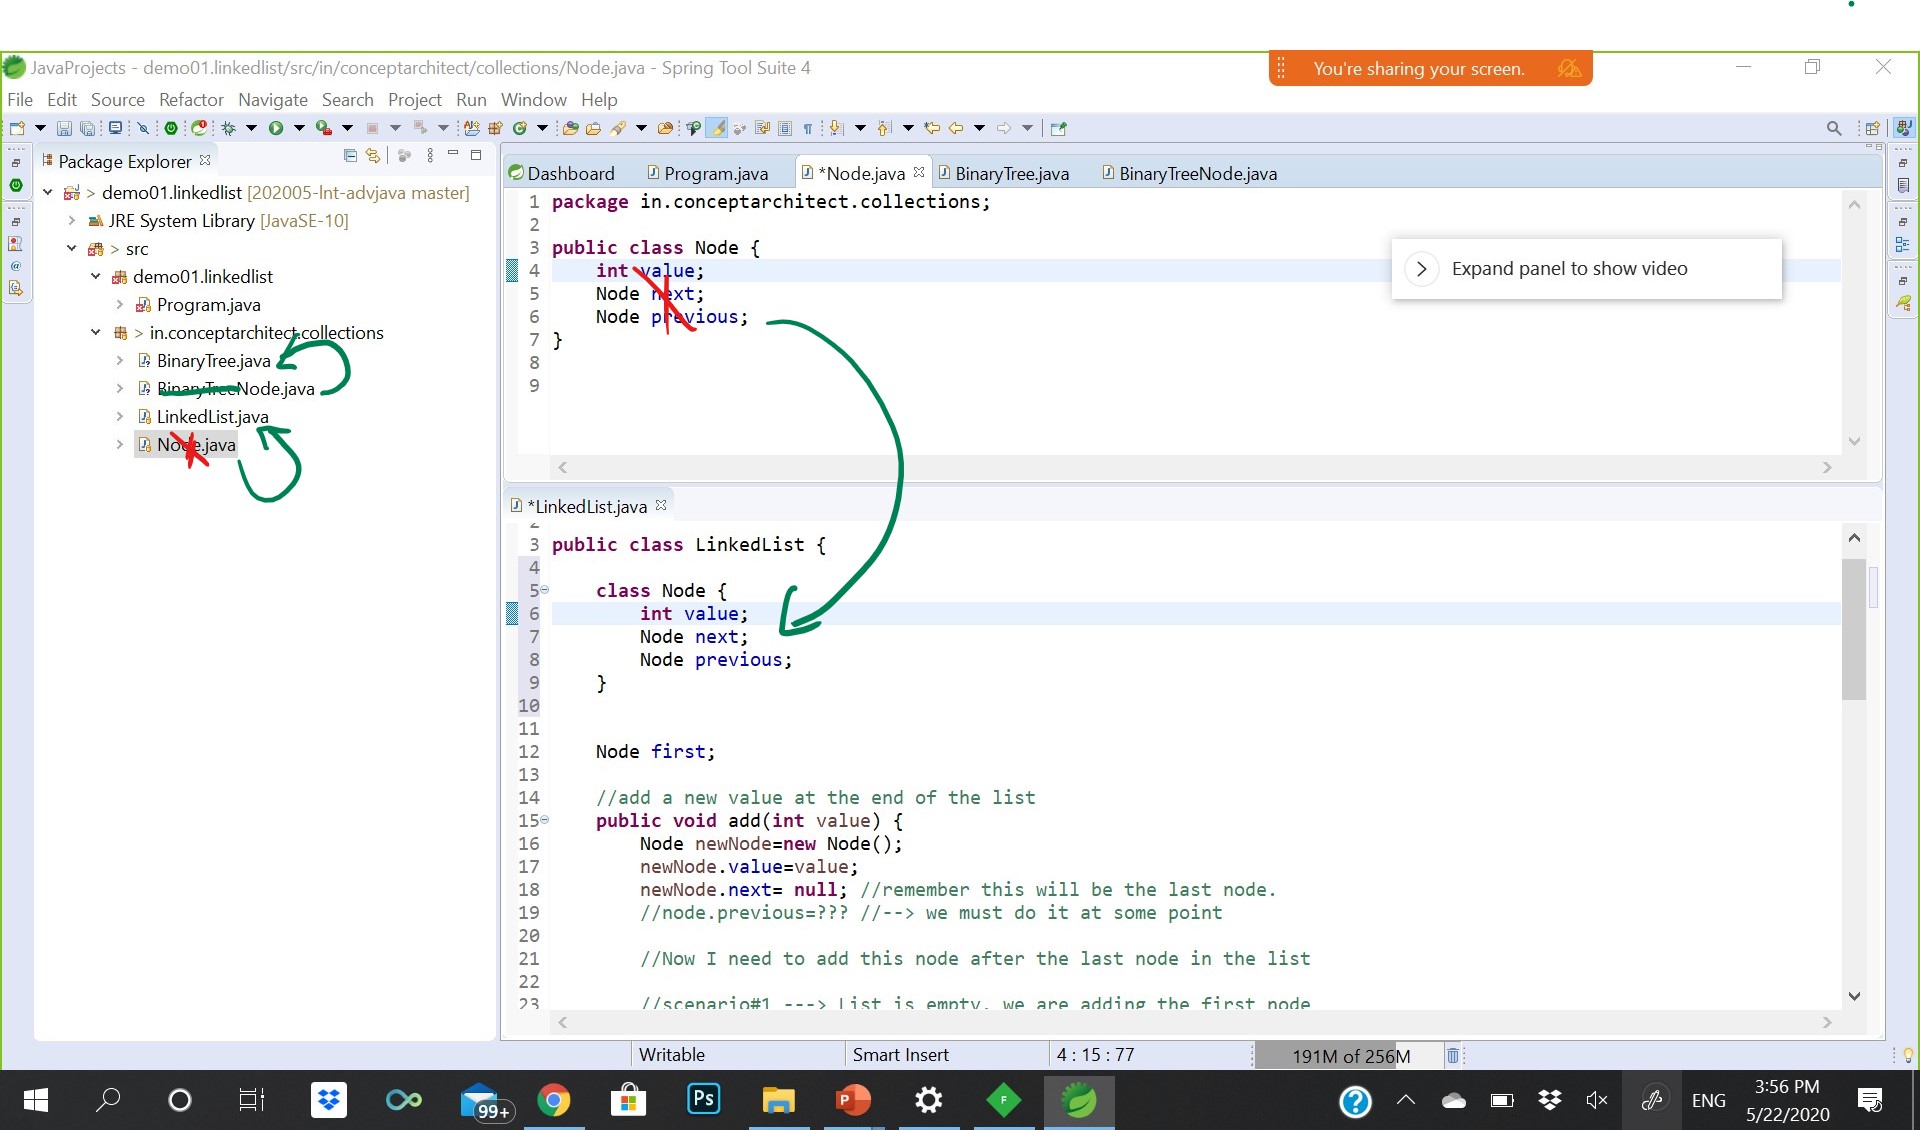 JavaProjects - demo01.linkedlist/src/in/conceptarchitect/collections/Node.java - Spring Tool Suite 4
You're sharing your screen.
File Edit Source Refactor Navigate Search Project Run Window Help
Package Explorer
demo01.linkedlist [202005-lnt-advjava master]
JRE System Library [JavaSE-10]
> src
demo01.linkedlist
Program.java
> in.conceptarchitect.collections
BinaryTree.java
BinaryTreeNode.java
LinkedList.java
Node.java
Dashboard Program.java *Node.java BinaryTree.java BinaryTreeNode.java
1 package in.conceptarchitect.collections;
2
3 public class Node {
4 int value;
5 Node next;
6 Node previous;
7 }
8
9
Expand panel to show video
*LinkedList.java
2
3 public class LinkedList {
4
5 class Node {
6 int value;
7 Node next;
8 Node previous;
9 }
10
11
12 Node first;
13
14 //add a new value at the end of the list
15 public void add(int value) {
16 Node newNode=new Node();
17 newNode.value=value;
18 newNode.next= null; //remember this will be the last node.
19 //node.previous=??? //--> we must do it at some point
20
21 //Now I need to add this node after the last node in the list
22
23 //scenario#1 ---> List is empty. we are adding the first node
Writable Smart Insert 4 : 15 : 77 191M of 256M
99+
Ps
P
F
ENG
3:56 PM
5/22/2020